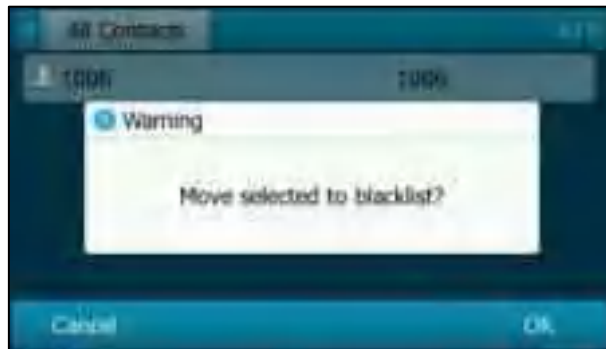 All Contacts
1006 1006
Warning
Move selected to blacklist?
Cancel OK